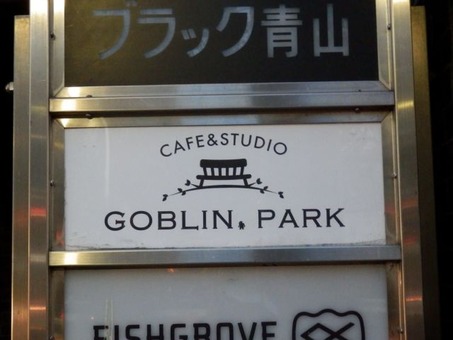 ブラック青山
CAFE&STUDIO
GOBLIN. PARK
FISHGROVE